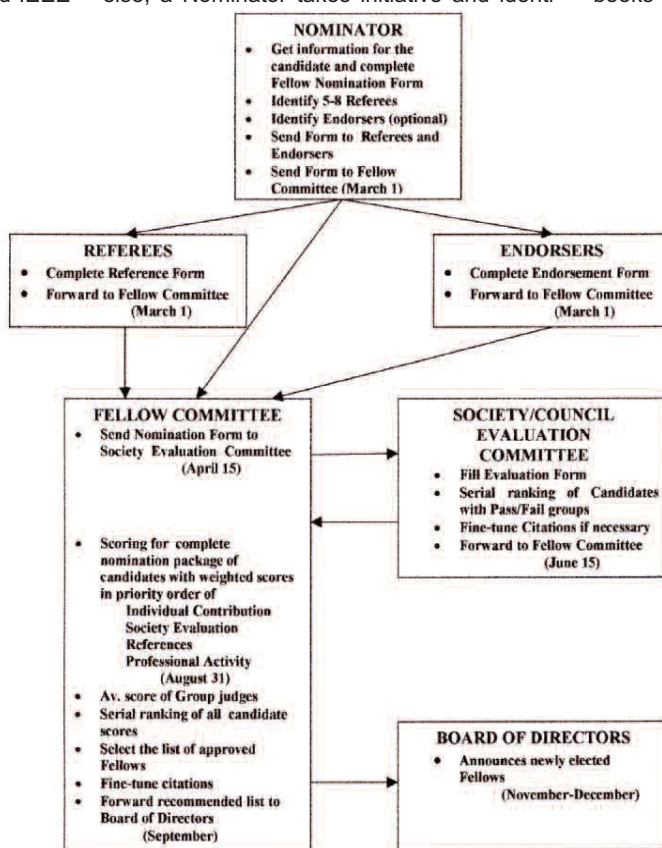 else, a Nominator takes initiative and identi
books
NOMINATOR
• Get information for the
candidate and complete
Fellow Nomination Form
• Identify 5-8 Referees
• Identify Endorsers (optional)
• Send Form to Referees and
Endorsers
• Send Form to Fellow
Committee (March 1)
REFEREES
• Complete Reference Form
• Forward to Fellow Committee
(March 1)
ENDORSERS
• Complete Endorsement Form
• Forward to Fellow Committee
(March 1)
FELLOW COMMITTEE
• Send Nomination Form to
Society Evaluation Committee
(April 15)
• Scoring for complete
nomination package of
candidates with weighted scores
in priority order of
Individual Contribution
Society Evaluation
References
Professional Activity
(August 31)
• Av. score of Group judges
• Serial ranking of all candidate
scores
• Select the list of approved
Fellows
• Fine-tune citations
• Forward recommended list to
Board of Directors
(September)
SOCIETY/COUNCIL
EVALUATION
COMMITTEE
• Fill Evaluation Form
• Serial ranking of Candidates
with Pass/Fail groups
• Fine-tune Citations if necessary
• Forward to Fellow Committee
(June 15)
BOARD OF DIRECTORS
• Announces newly elected
Fellows
(November-December)